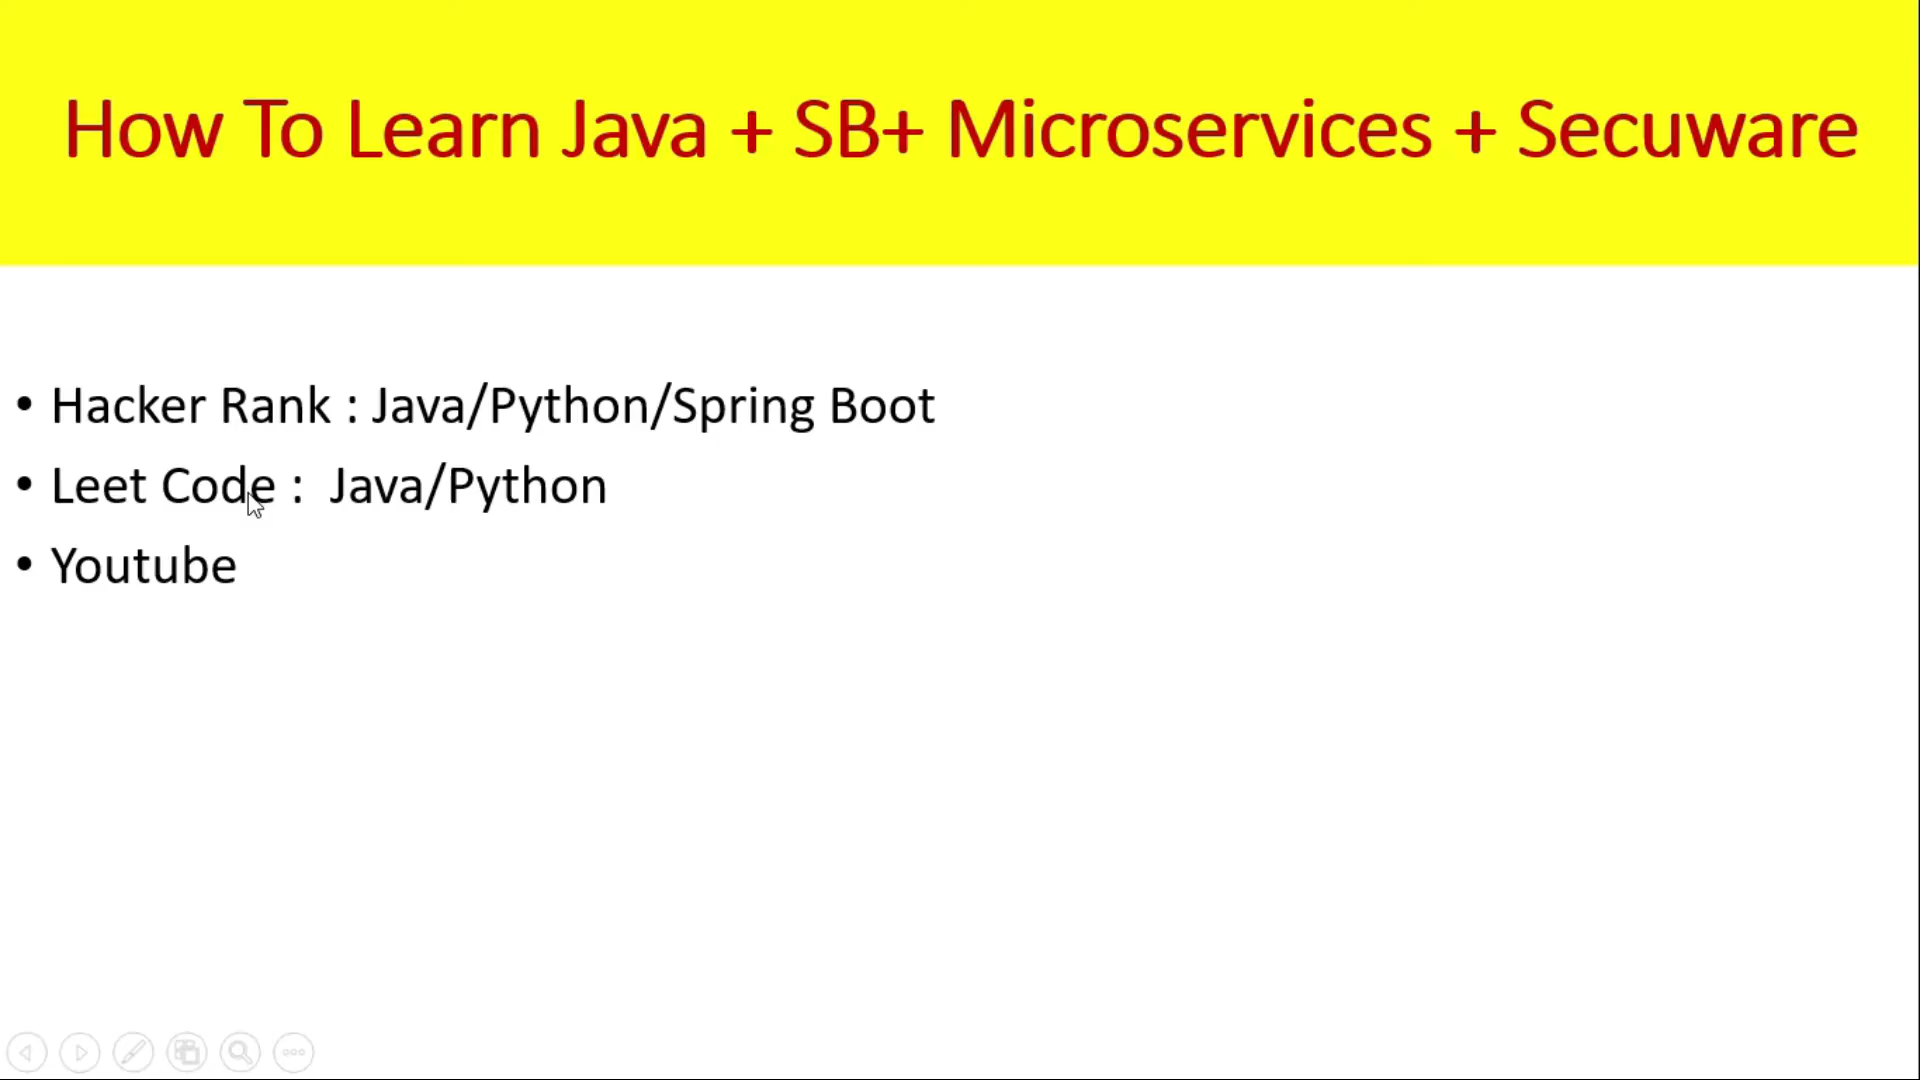 How To Learn Java + SB+ Microservices + Secuware
• Hacker Rank : Java/Python/Spring Boot
• Leet Code :  Java/Python
• Youtube